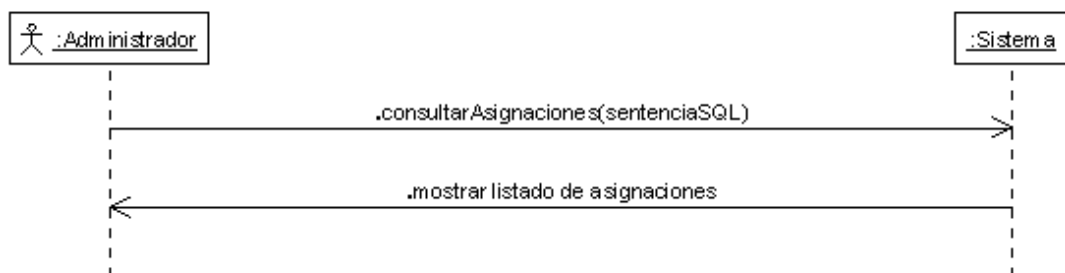 :Administrador
:Sistema
.consultarAsignaciones(sentenciaSQL)
.mostrar listado de asignaciones